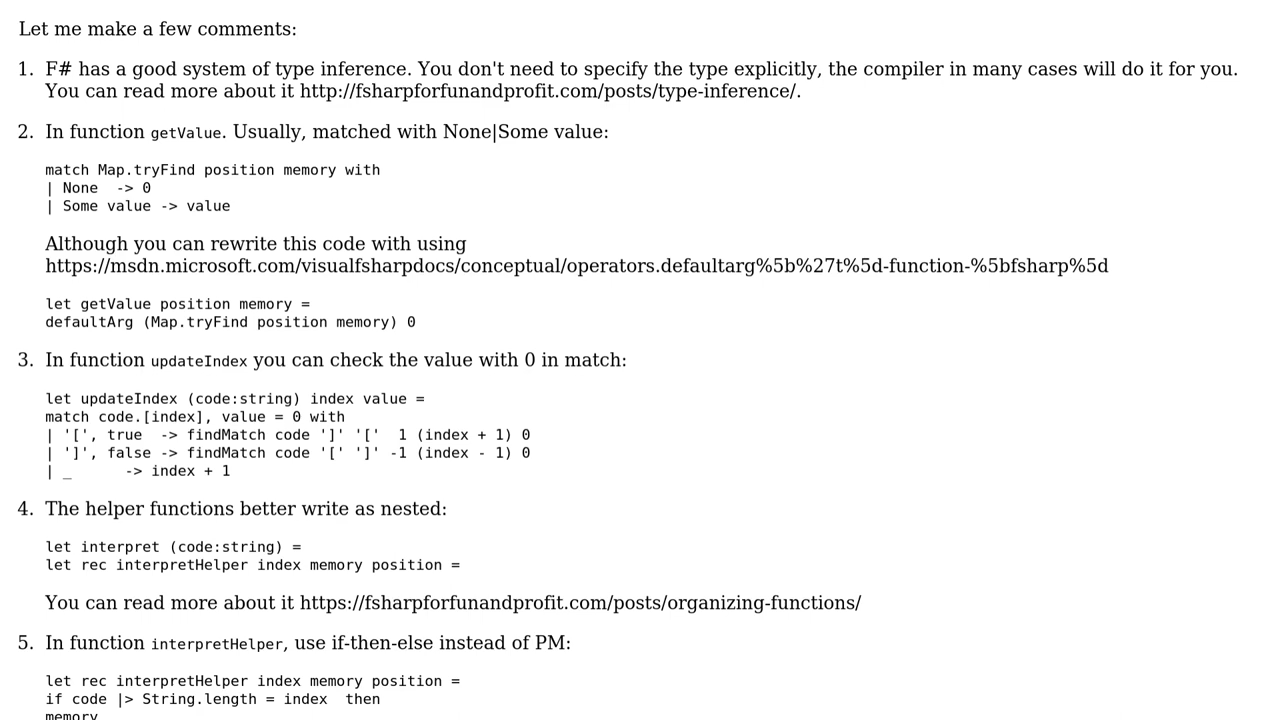 Let me make a few comments:
1. F# has a good system of type inference. You don't need to specify the type explicitly, the compiler in many cases will do it for you.
You can read more about it http://fsharpforfunandprofit.com/posts/type-inference/.
2. In function getValue. Usually, matched with None|Some value:
match Map.tryFind position memory with
| None  -> 0
| Some value -> value
Although you can rewrite this code with using
https://msdn.microsoft.com/visualfsharpdocs/conceptual/operators.defaultarg%5b%27t%5d-function-%5bfsharp%5d
let getValue position memory =
defaultArg (Map.tryFind position memory) 0
3. In function updateIndex you can check the value with 0 in match:
let updateIndex (code:string) index value =
match code.[index], value = 0 with
| '[', true  -> findMatch code ']' '['  1 (index + 1) 0
| ']', false -> findMatch code '[' ']' -1 (index - 1) 0
| _      -> index + 1
4. The helper functions better write as nested:
let interpret (code:string) =
let rec interpretHelper index memory position =
You can read more about it https://fsharpforfunandprofit.com/posts/organizing-functions/
5. In function interpretHelper, use if-then-else instead of PM:
let rec interpretHelper index memory position =
if code |> String.length = index  then
memory